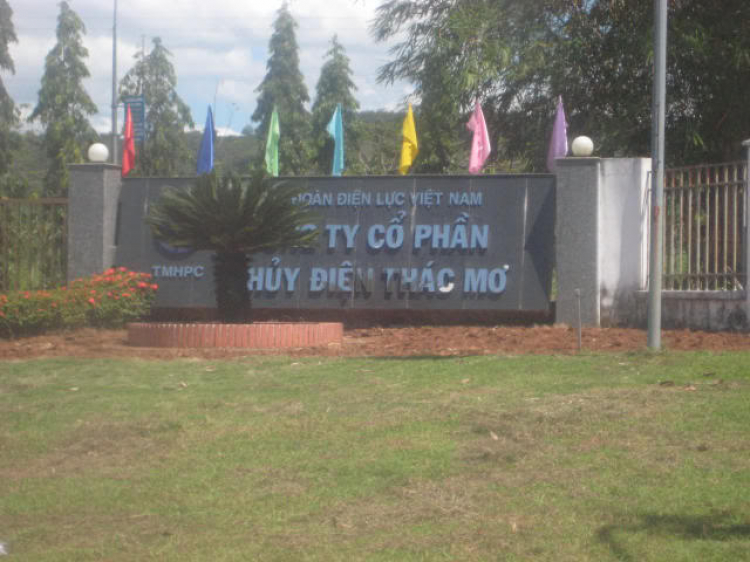 ĐOÀN ĐIỆN LỰC VIỆT NAM
TY CỔ PHẦN
TMHPC
THỦY ĐIỆN THÁC MƠ